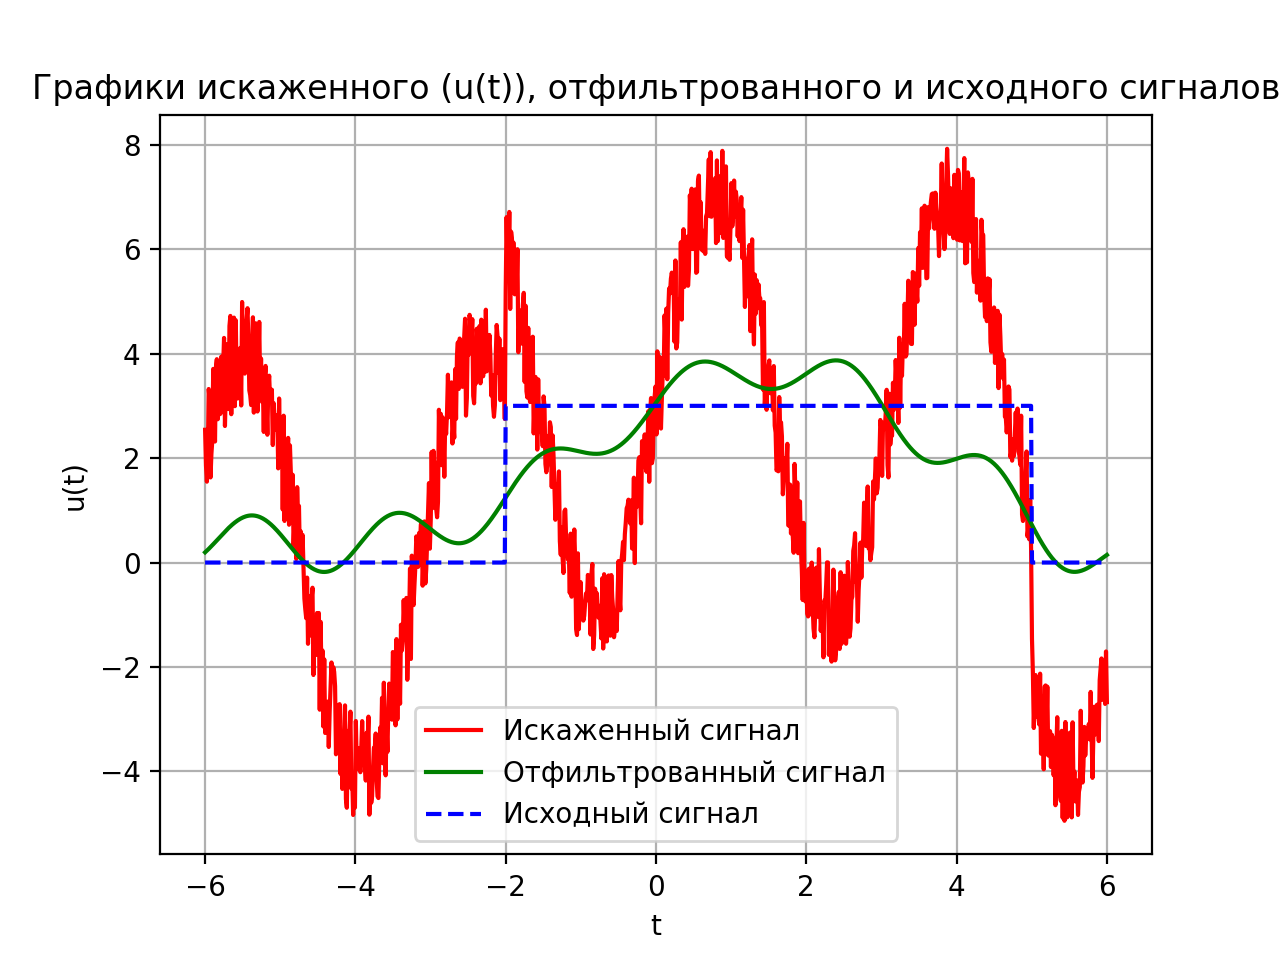 Графики искаженного (u(t)), отфильтрованного и исходного сигналов
8
6
4
2
0
−2
−4
u(t)
Искаженный сигнал
Отфильтрованный сигнал
Исходный сигнал
−6 −4 −2 0 2 4 6
t